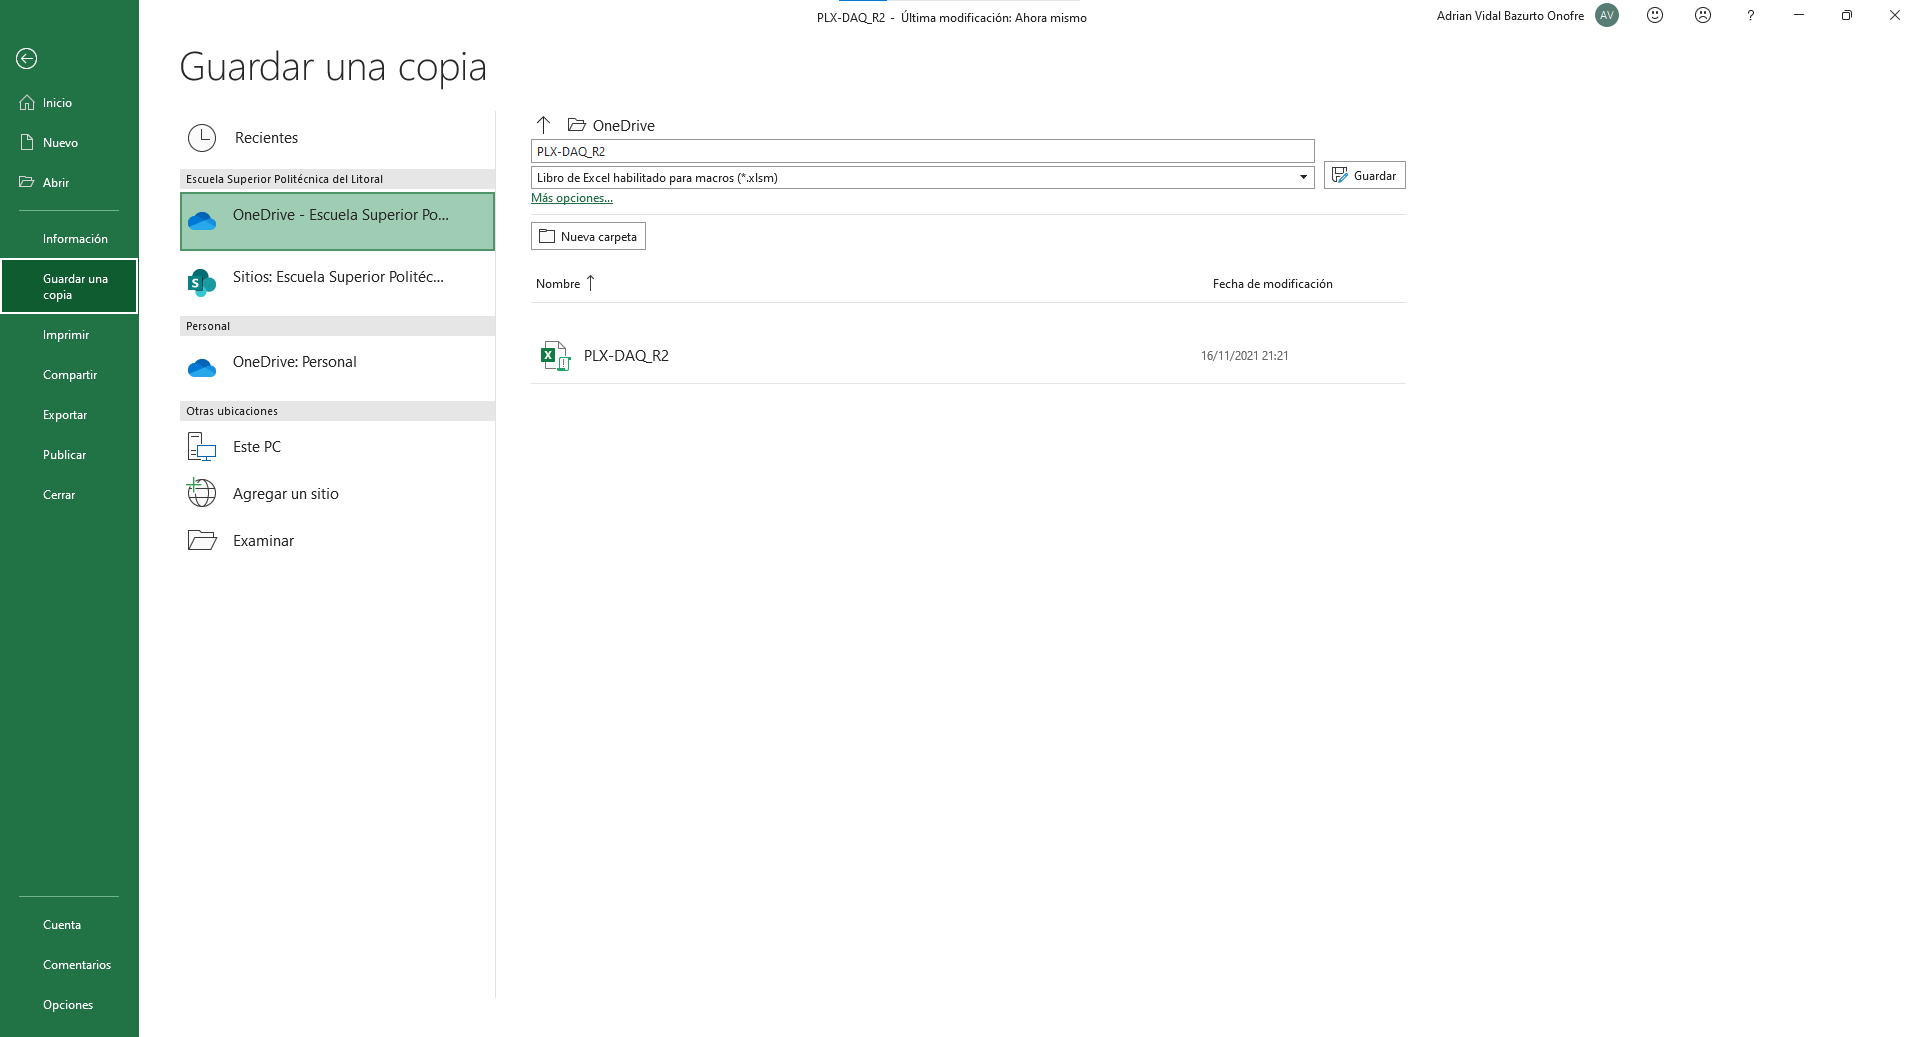 PLX-DAQ_R2 - Última modificación: Ahora mismo
Adrian Vidal Bazurto Onofre
AV
?
Inicio
Nuevo
Abrir
Información
Guardar una
copia
Imprimir
Compartir
Exportar
Publicar
Cerrar
Cuenta
Comentarios
Opciones
Guardar una copia
Recientes
Escuela Superior Politécnica del Litoral
OneDrive - Escuela Superior Po...
S
Sitios: Escuela Superior Politéc...
Personal
OneDrive: Personal
Otras ubicaciones
Este PC
Agregar un sitio
Examinar
OneDrive
PLX-DAQ_R2
Libro de Excel habilitado para macros (*.xlsm)
Guardar
Más opciones...
Nueva carpeta
Nombre
Fecha de modificación
X
PLX-DAQ_R2
16/11/2021 21:21